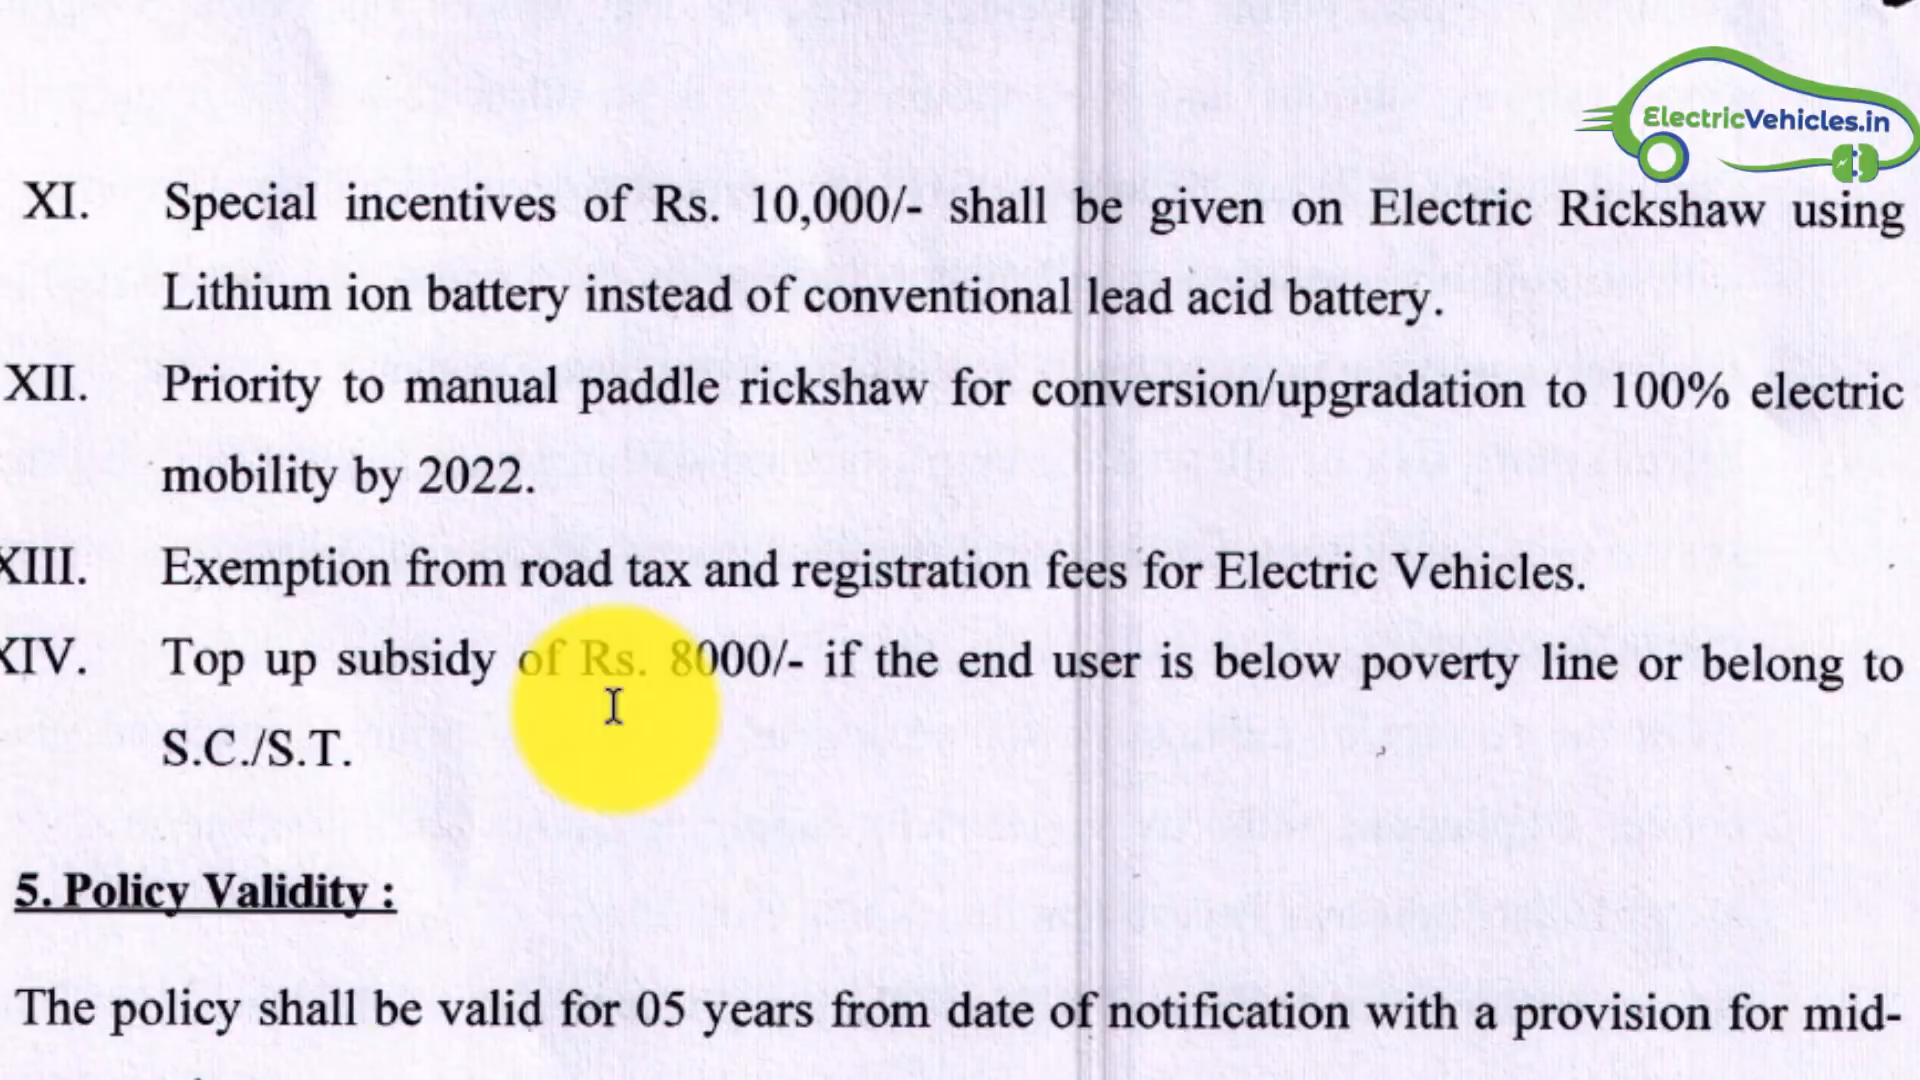 ElectricVehicles.in
XI. Special incentives of Rs. 10,000/- shall be given on Electric Rickshaw using
Lithium ion battery instead of conventional lead acid battery.
XII. Priority to manual paddle rickshaw for conversion/upgradation to 100% electric
mobility by 2022.
XIII. Exemption from road tax and registration fees for Electric Vehicles.
XIV. Top up subsidy of Rs. 8000/- if the end user is below poverty line or belong to
S.C./S.T.
5. Policy Validity :
The policy shall be valid for 05 years from date of notification with a provision for mid-